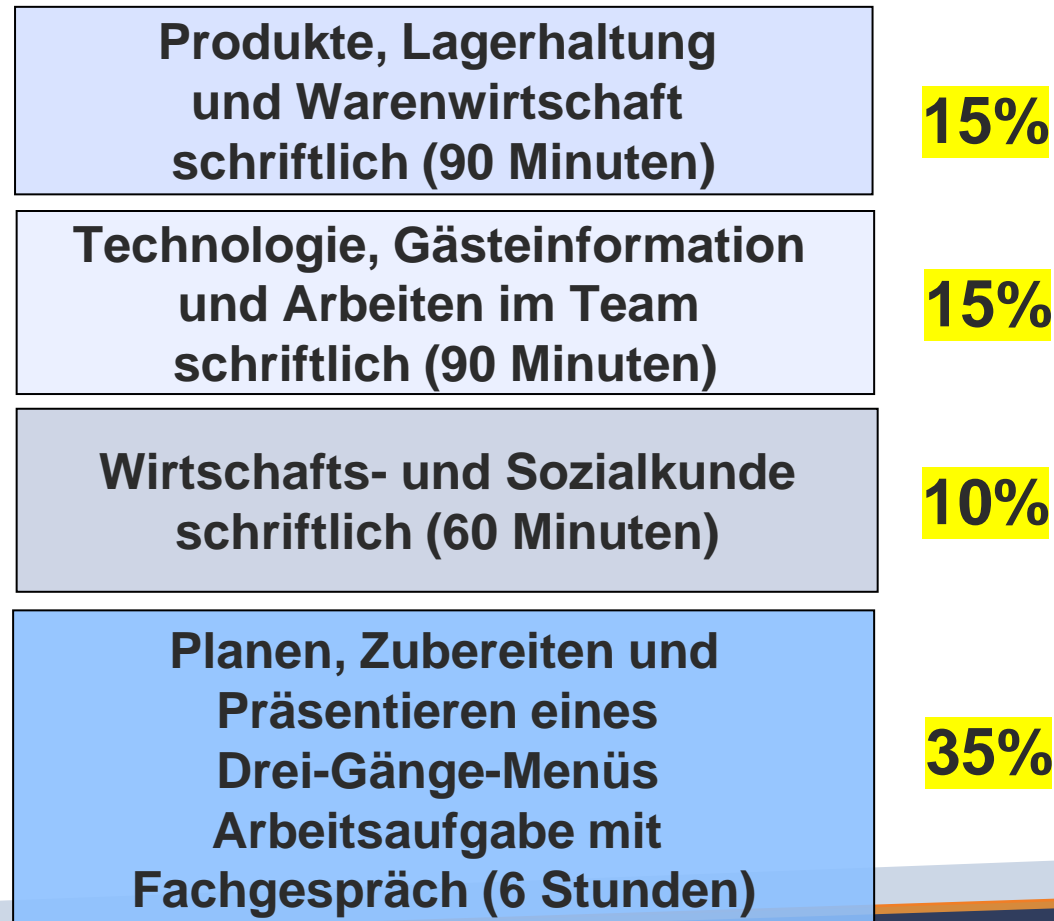 Produkte, Lagerhaltung
und Warenwirtschaft
schriftlich (90 Minuten)
15%
Technologie, Gästeinformation
und Arbeiten im Team
schriftlich (90 Minuten)
15%
Wirtschafts- und Sozialkunde
schriftlich (60 Minuten)
10%
Planen, Zubereiten und
Präsentieren eines
Drei-Gänge-Menüs
Arbeitsaufgabe mit
Fachgespräch (6 Stunden)
35%